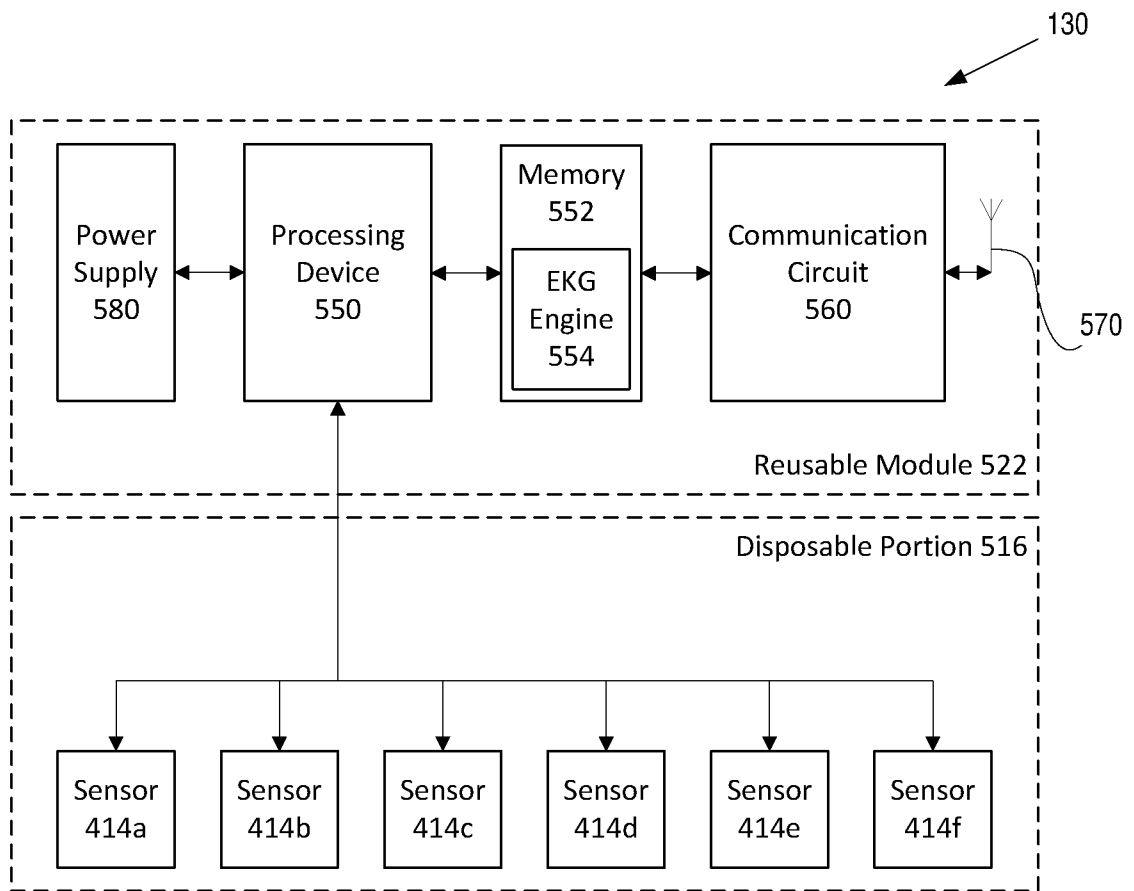 130
Power
Supply
580
Processing
Device
550
Memory
552
EKG
Engine
554
Communication
Circuit
560
570
Reusable Module 522
Disposable Portion 516
Sensor
414a
Sensor
414b
Sensor
414c
Sensor
414d
Sensor
414e
Sensor
414f